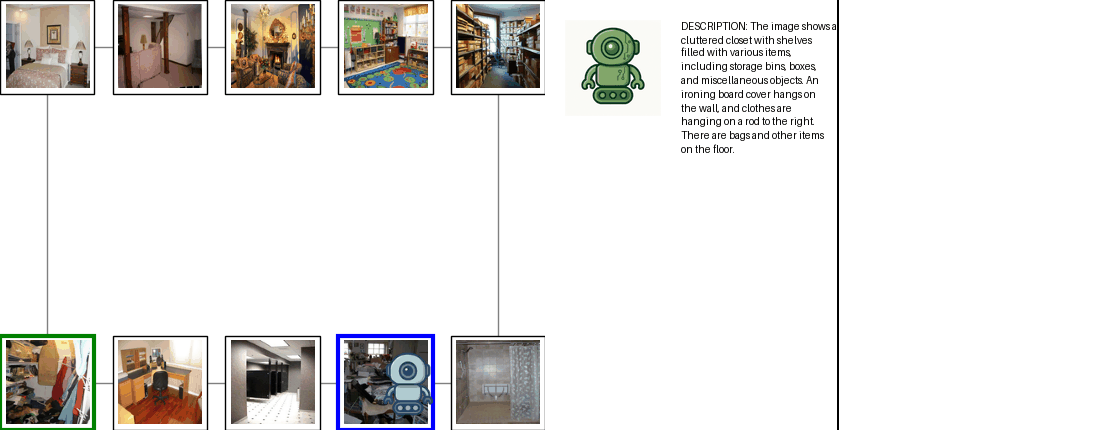 DESCRIPTION: The image shows a
cluttered closet with shelves
filled with various items,
including storage bins, boxes,
and miscellaneous objects. An
ironing board cover hangs on
the wall, and clothes are
hanging on a rod to the right.
There are bags and other items
on the floor.